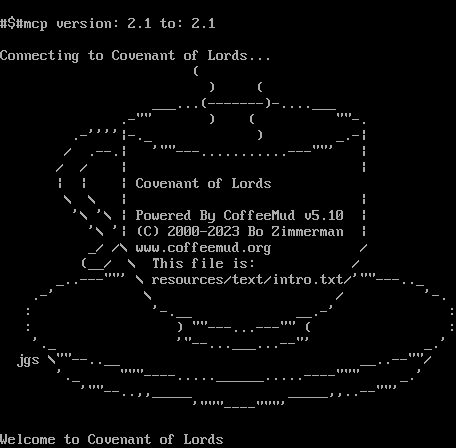 #$#mcp version: 2.1 to: 2.1
Connecting to Covenant of Lords...
Covenant of Lords
Powered By CoffeeMud v5.10
(C) 2000-2023 Bo Zimmerman
www.coffeemud.org
This file is:
resources/text/intro.txt
jgs
Welcome to Covenant of Lords